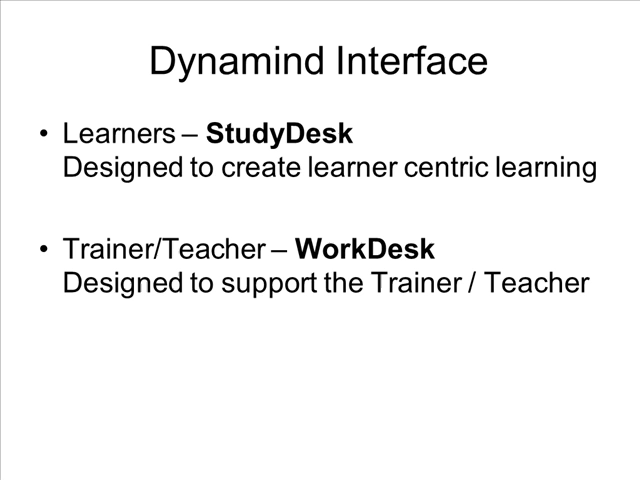 Dynamind Interface
• Learners – StudyDesk
Designed to create learner centric learning
• Trainer/Teacher – WorkDesk
Designed to support the Trainer / Teacher